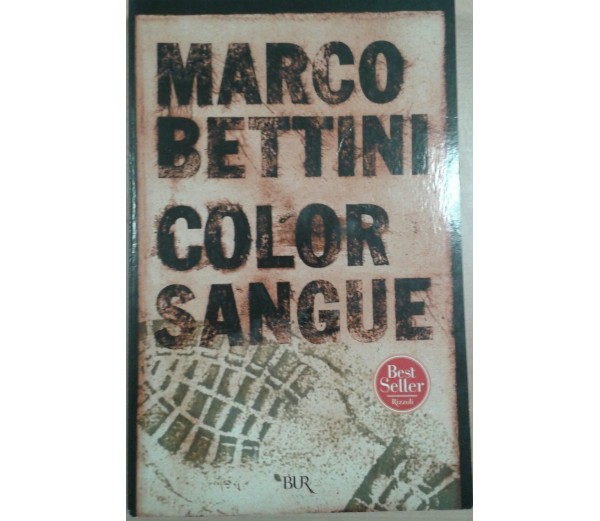 MARCO
BETTINI
COLOR
SANGUE
Best
Seller
Rizzoli
BUR